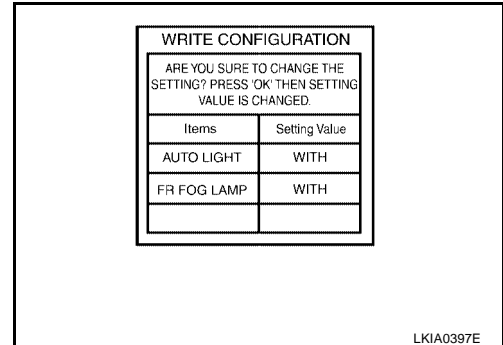 WRITE CONFIGURATION
ARE YOU SURE TO CHANGE THE
SETTING? PRESS 'OK' THEN SETTING
VALUE IS CHANGED.
Items Setting Value
AUTO LIGHT WITH
FR FOG LAMP WITH
LKIA0397E